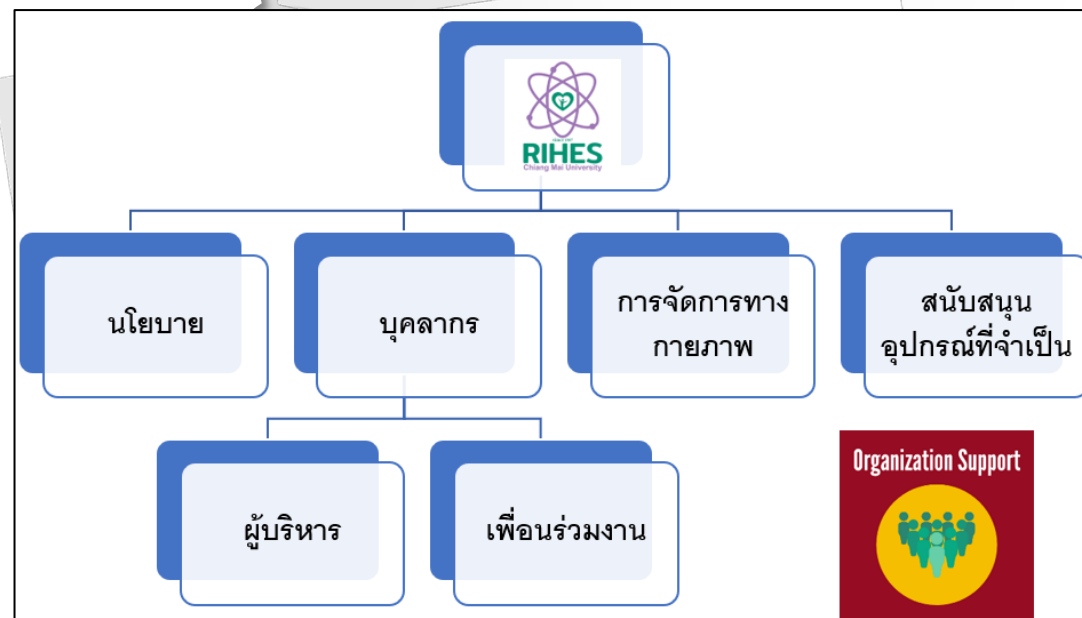 RIHES
Chiang Mai University
นโยบาย
บุคลากร
การจัดการทาง
กายภาพ
สนับสนุน
อุปกรณ์ที่จำเป็น
ผู้บริหาร
เพื่อนร่วมงาน
Organization Support